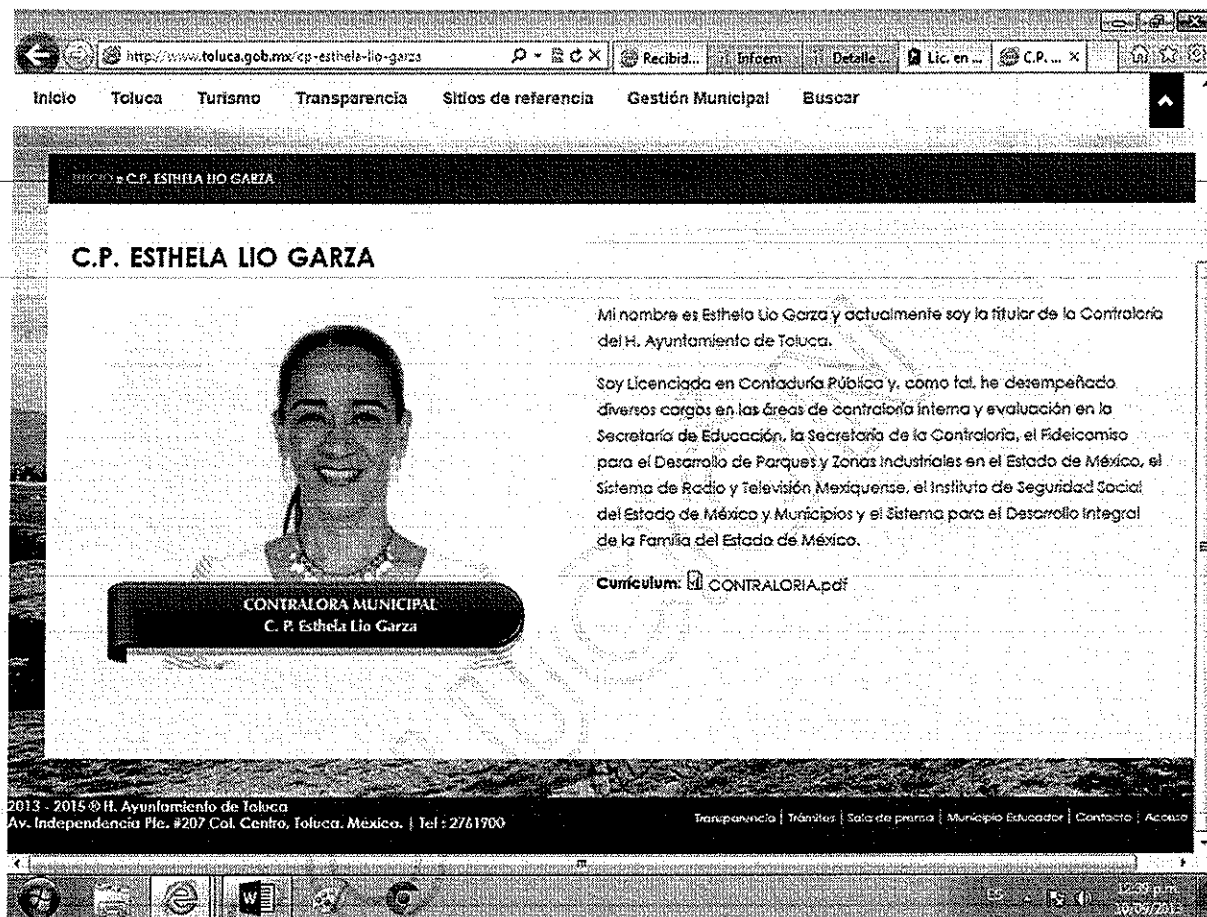 http://www.toluca.gob.mx/cp-esthela-lio-garza Recibid... Infoem Detalle ... Lic. en ... C.P. ... ×
Inicio Toluca Turismo Transparencia Sitios de referencia Gestión Municipal Buscar
INICIO » C.P. ESTHELA LIO GARZA
C.P. ESTHELA LIO GARZA
Mi nombre es Esthela Lio Garza y actualmente soy la titular de la Contraloría
del H. Ayuntamiento de Toluca.
Soy Licenciada en Contaduría Pública y, como tal, he desempeñado
diversos cargos en las áreas de contraloría interna y evaluación en la
Secretaría de Educación, la Secretaría de la Contraloría, el Fideicomiso
para el Desarrollo de Parques y Zonas Industriales en el Estado de México, el
Sistema de Radio y Televisión Mexiquense, el Instituto de Seguridad Social
del Estado de México y Municipios y el Sistema para el Desarrollo Integral
de la Familia del Estado de México.
Curriculum: CONTRALORIA.pdf
CONTRALORA MUNICIPAL
C. P. Esthela Lio Garza
2013 - 2015 © H. Ayuntamiento de Toluca
Av. Independencia Pte. #207 Col. Centro, Toluca, México. | Tel : 2761900
Transparencia | Trámites | Sala de prensa | Municipio Educador | Contacto | Acceso
ES 12:39 p.m.